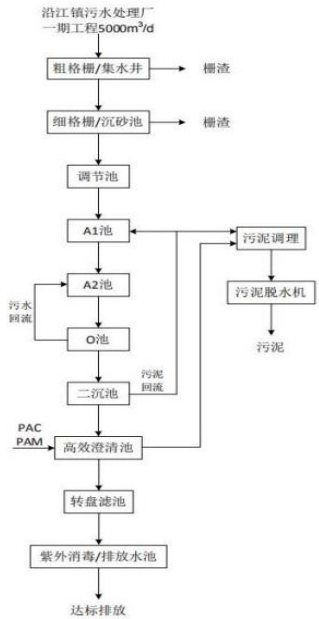 沿江镇污水处理厂
一期工程5000m³/d
粗格栅/集水井
栅渣
细格栅/沉砂池
栅渣
调节池
A1池
污泥调理
A2池
污水
回流
污泥脱水机
O池
污泥
污泥
回流
二沉池
PAC
PAM
高效澄清池
转盘滤池
紫外消毒/排放水池
达标排放